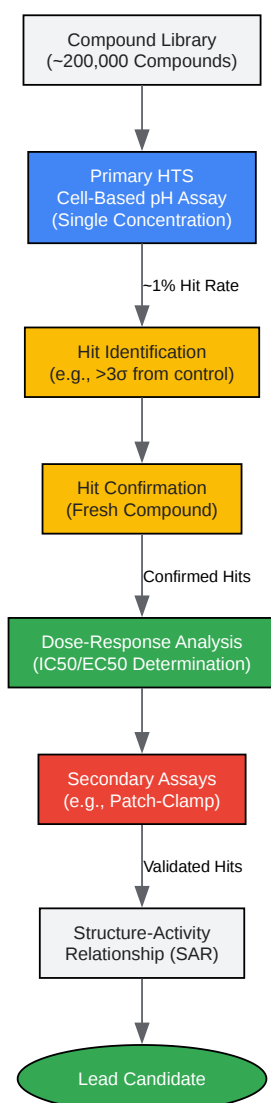 Compound Library
(~200,000 Compounds)
Primary HTS
Cell-Based pH Assay
(Single Concentration)
~1% Hit Rate
Hit Identification
(e.g., >3σ from control)
Hit Confirmation
(Fresh Compound)
Confirmed Hits
Dose-Response Analysis
(IC50/EC50 Determination)
Secondary Assays
(e.g., Patch-Clamp)
Validated Hits
Structure-Activity
Relationship (SAR)
Lead Candidate